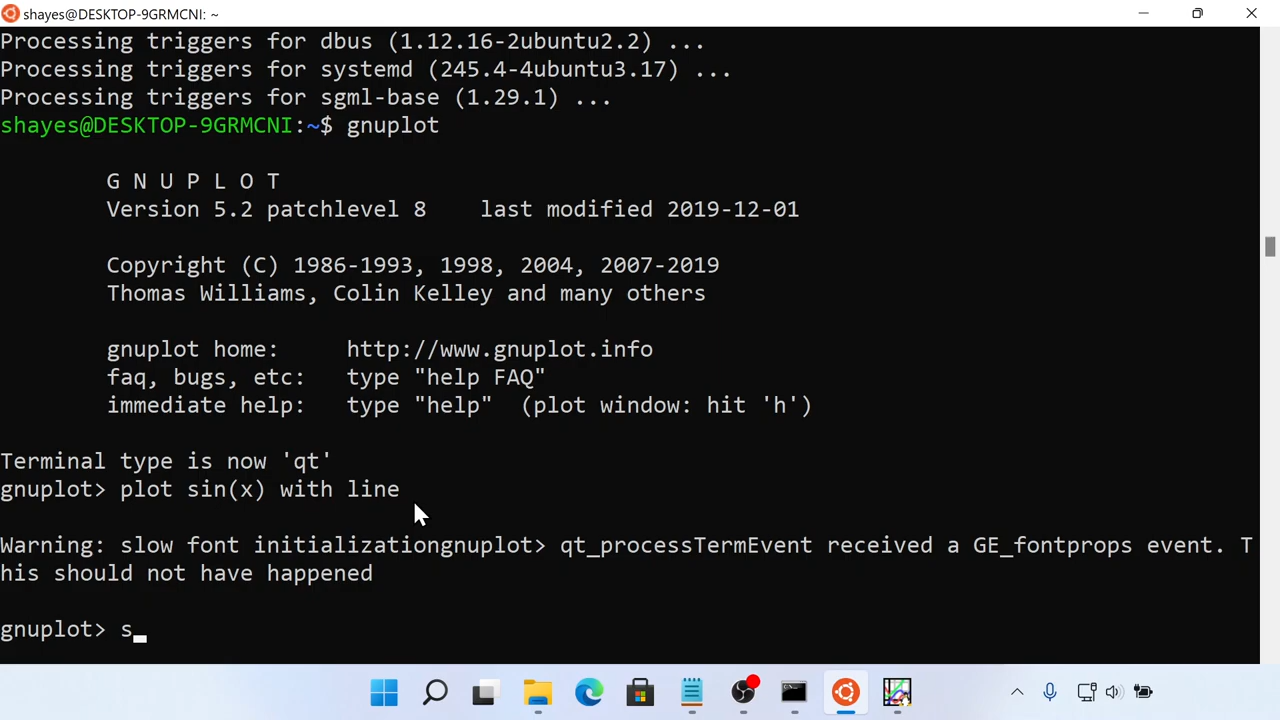 shayes@DESKTOP-9GRMCNI: ~
Processing triggers for dbus (1.12.16-2ubuntu2.2) ...
Processing triggers for systemd (245.4-4ubuntu3.17) ...
Processing triggers for sgml-base (1.29.1) ...
shayes@DESKTOP-9GRMCNI:~$ gnuplot
G N U P L O T
Version 5.2 patchlevel 8    last modified 2019-12-01
Copyright (C) 1986-1993, 1998, 2004, 2007-2019
Thomas Williams, Colin Kelley and many others
gnuplot home:     http://www.gnuplot.info
faq, bugs, etc:   type "help FAQ"
immediate help:   type "help"  (plot window: hit 'h')
Terminal type is now 'qt'
gnuplot> plot sin(x) with line
Warning: slow font initializationgnuplot> qt_processTermEvent received a GE_fontprops event. T
his should not have happened
gnuplot> s_